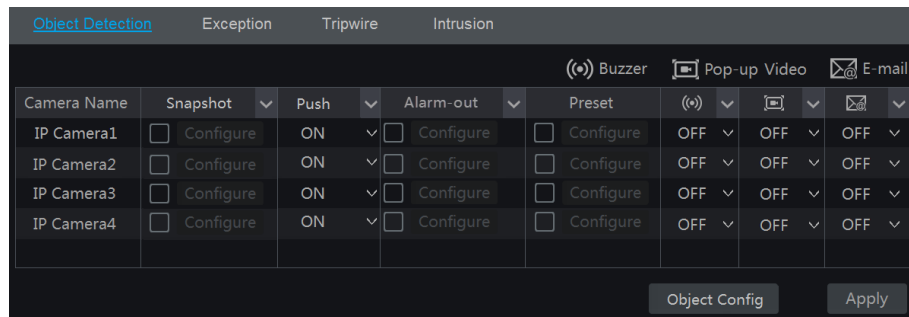 Object Detection Exception Tripwire Intrusion
Buzzer Pop-up Video E-mail
Camera Name Snapshot Push Alarm-out Preset
IP Camera1 Configure ON Configure Configure OFF OFF OFF
IP Camera2 Configure ON Configure Configure OFF OFF OFF
IP Camera3 Configure ON Configure Configure OFF OFF OFF
IP Camera4 Configure ON Configure Configure OFF OFF OFF
Object Config Apply